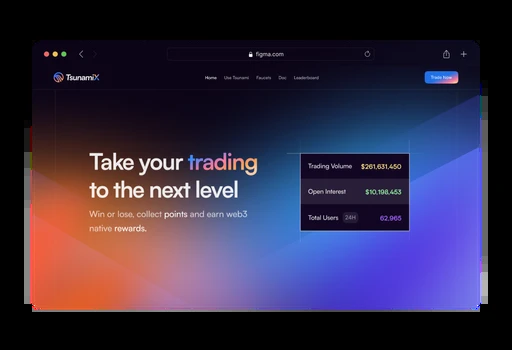 figma.com
TsunamiX
Home Use Tsunami Faucets Doc Leaderboard
Trade Now
Take your trading
to the next level
Win or lose, collect points and earn web3
native rewards.
Trading Volume $261,631,450
Open Interest $10,198,453
Total Users 24H 62,965